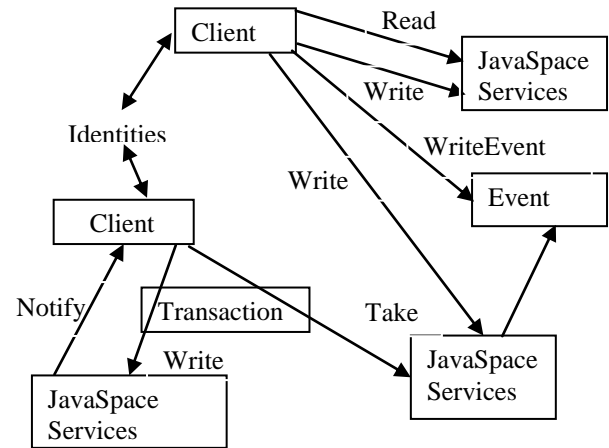 Client
Read
JavaSpace
Services
Write
Identities
WriteEvent
Write
Event
Client
Notify
Transaction
Take
Write
JavaSpace
Services
JavaSpace
Services